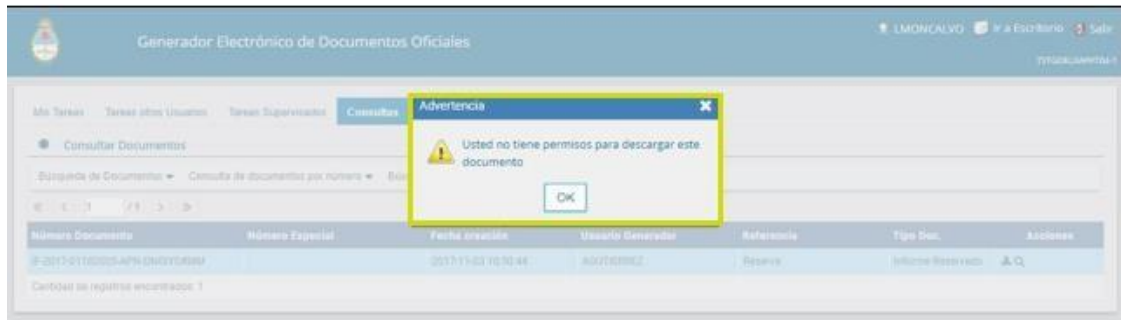 Generador Electrónico de Documentos Oficiales
LMONCALVO Ir a Escritorio Salir
Mis Tareas Tareas otros Usuarios Tareas Supervisados Consultas
Advertencia
Usted no tiene permisos para descargar este
documento
OK
Consultar Documentos
Búsqueda de Documentos Consulta de documentos por número
1 / 1
Número Documento Número Especial Fecha creación Usuario Generador Referencia Tipo Doc. Acciones
2017-11-03 AGUTIERREZ Reserva Informe Reservado
Cantidad de registros encontrados: 1